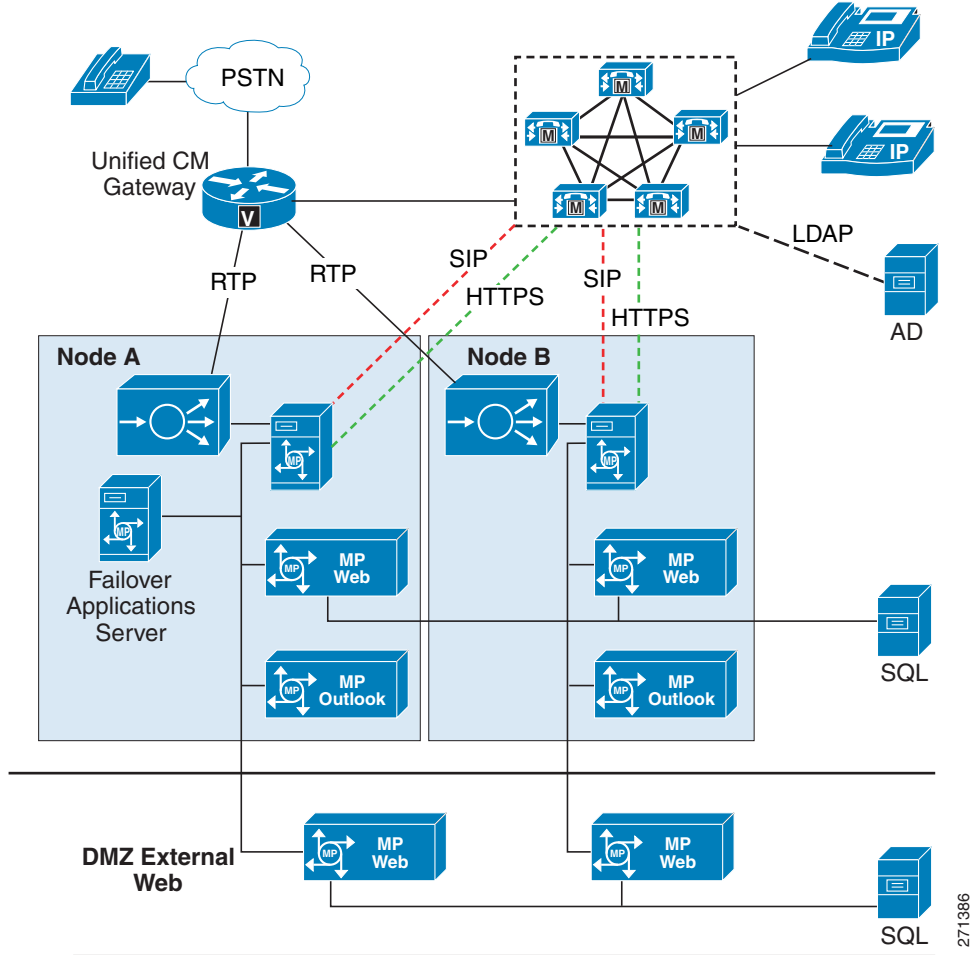 PSTN
IP
M
M
M
IP
Unified CM
Gateway
M
M
V
LDAP
RTP
RTP
SIP
SIP
HTTPS
HTTPS
AD
Node A
Node B
MP
MP
MP
Failover
Applications
Server
MP
MP
Web
MP
MP
Web
SQL
MP
MP
Outlook
MP
MP
Outlook
DMZ External
Web
MP
MP
Web
MP
MP
Web
SQL
271386